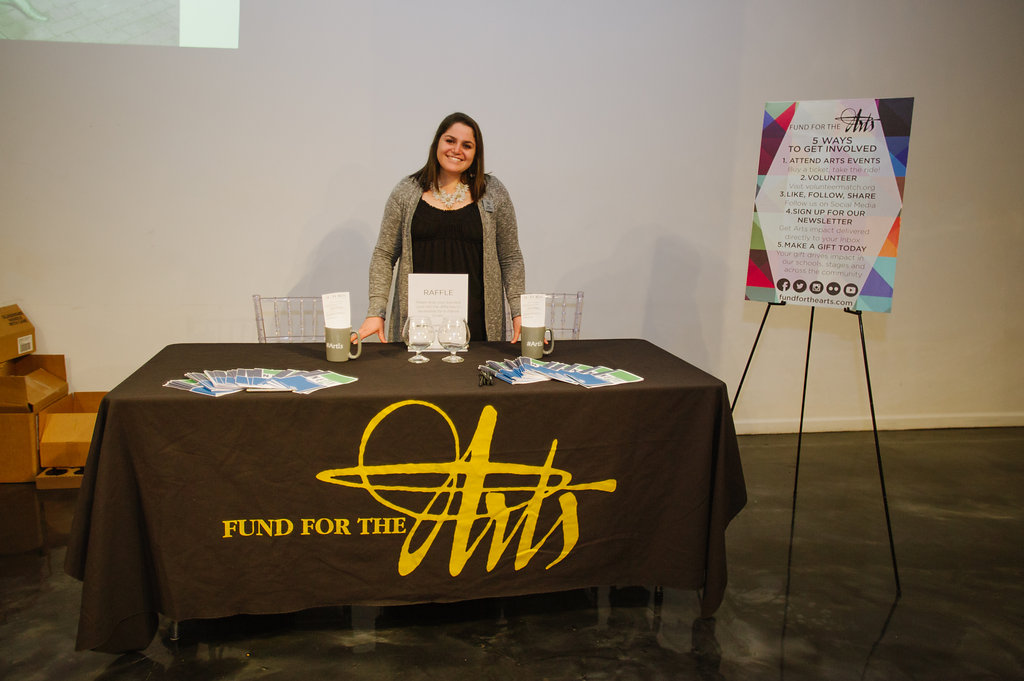 RAFFLE
#Artis
#Artis
FUND FOR THE Arts
FUND FOR THE Arts
5 WAYS
TO GET INVOLVED
1. ATTEND ARTS EVENTS
Buy a ticket, take the ride!
2. VOLUNTEER
Visit volunteermatch.org
3. LIKE, FOLLOW, SHARE
Follow us on Social Media
4. SIGN UP FOR OUR
NEWSLETTER
Get Arts impact delivered
directly to your Inbox
5. MAKE A GIFT TODAY
Your gift drives impact in
our schools, stages and
across the community
fundforthearts.com